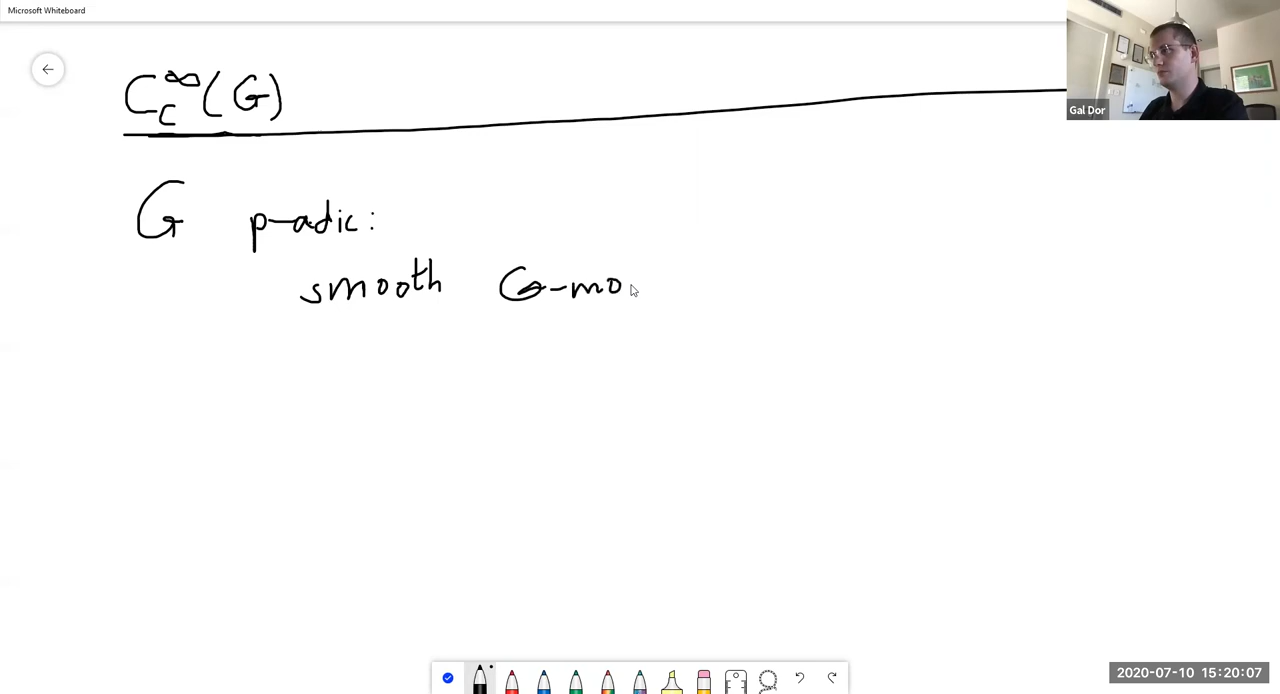 Microsoft Whiteboard
C_c^∞(G)
Gal Dor
G p-adic:
smooth G-mo
2020-07-10 15:20:07